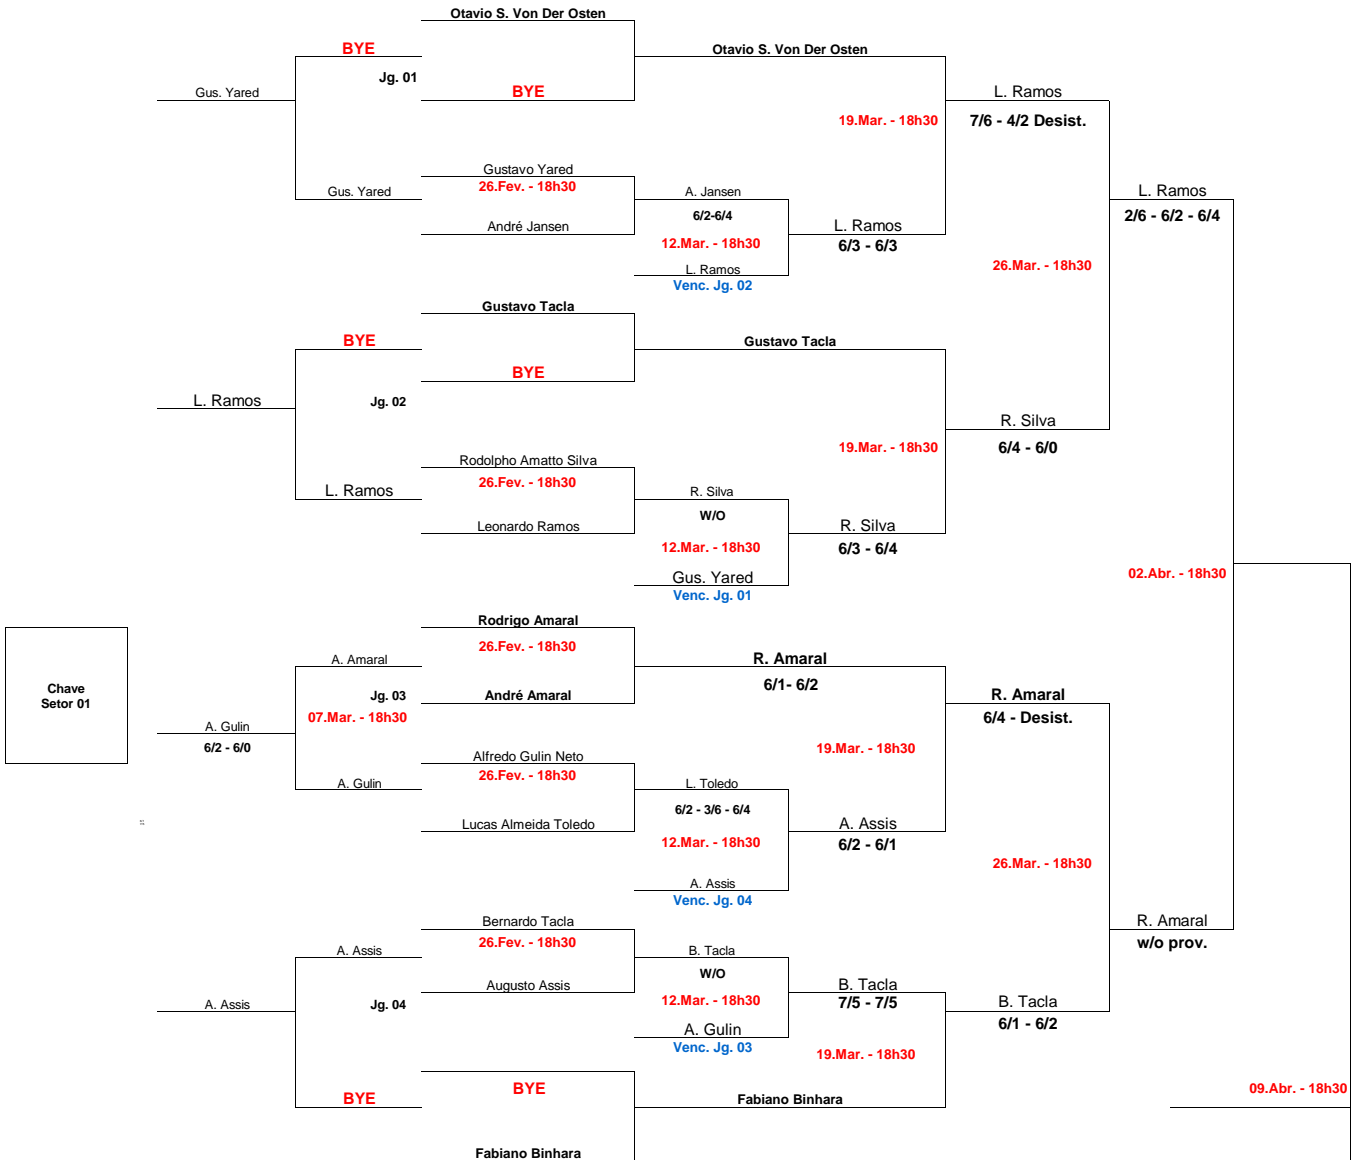 Otavio S. Von Der Osten
BYE
Otavio S. Von Der Osten
Jg. 01
Gus. Yared
BYE
L. Ramos
19.Mar. - 18h30
7/6 - 4/2 Desist.
Gustavo Yared
26.Fev. - 18h30
Gus. Yared
A. Jansen
L. Ramos
6/2-6/4
2/6 - 6/2 - 6/4
André Jansen
L. Ramos
12.Mar. - 18h30
6/3 - 6/3
26.Mar. - 18h30
L. Ramos
Venc. Jg. 02
Gustavo Tacla
BYE
Gustavo Tacla
BYE
L. Ramos
Jg. 02
R. Silva
19.Mar. - 18h30
6/4 - 6/0
Rodolpho Amatto Silva
26.Fev. - 18h30
L. Ramos
R. Silva
W/O
Leonardo Ramos
R. Silva
12.Mar. - 18h30
6/3 - 6/4
Gus. Yared
02.Abr. - 18h30
Venc. Jg. 01
Rodrigo Amaral
26.Fev. - 18h30
A. Amaral
R. Amaral
6/1- 6/2
Chave
Setor 01
Jg. 03
André Amaral
R. Amaral
07.Mar. - 18h30
6/4 - Desist.
A. Gulin
6/2 - 6/0
19.Mar. - 18h30
Alfredo Gulin Neto
26.Fev. - 18h30
A. Gulin
L. Toledo
6/2 - 3/6 - 6/4
Lucas Almeida Toledo
A. Assis
12.Mar. - 18h30
6/2 - 6/1
26.Mar. - 18h30
A. Assis
Venc. Jg. 04
Bernardo Tacla
R. Amaral
26.Fev. - 18h30
w/o prov.
A. Assis
B. Tacla
W/O
Augusto Assis
B. Tacla
A. Assis
Jg. 04
12.Mar. - 18h30
7/5 - 7/5
B. Tacla
6/1 - 6/2
A. Gulin
Venc. Jg. 03
19.Mar. - 18h30
BYE
09.Abr. - 18h30
BYE
Fabiano Binhara
Fabiano Binhara